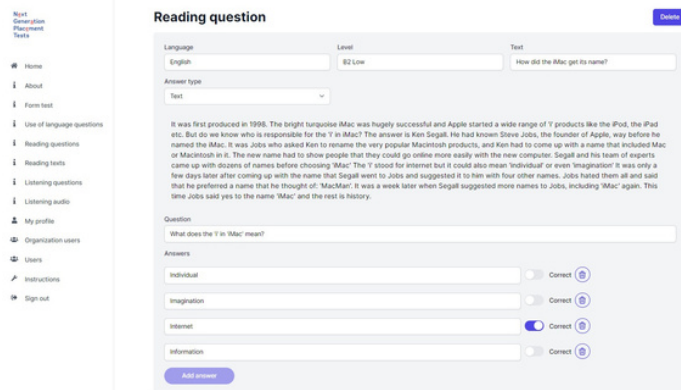 Next
Generation
Placement
Tests
Home
About
Form test
Use of language questions
Reading questions
Reading texts
Listening questions
Listening audio
My profile
Organization users
Users
Instructions
Sign out
Reading question
Delete
Language
Level
Text
English
B2 Low
How did the iMac get its name?
Answer type
Text
It was first produced in 1998. The bright turquoise iMac was hugely successful and Apple started a wide range of 'i' products like the iPod, the iPad
etc. But do we know who is responsible for the 'i' in iMac? The answer is Ken Segall. He had known Steve Jobs, the founder of Apple, way before he
named the iMac. It was Jobs who asked Ken to rename the very popular Macintosh products, and Ken had to come up with a name that included Mac
or Macintosh in it. The new name had to show people that they could go online more easily with the new computer. Segall and his team of experts
came up with dozens of names before choosing 'iMac' The 'i' stood for internet but it could also mean 'individual' or even 'imagination' It was only a
few days later after coming up with the name that Segall went to Jobs and suggested it to him with four other names. Jobs hated them all and said
that he preferred a name that he thought of: 'MacMan'. It was a week later when Segall suggested more names to Jobs, including 'iMac' again. This
time Jobs said yes to the name 'iMac' and the rest is history.
Question
What does the 'i' in 'iMac' mean?
Answers
Individual
Correct
Imagination
Correct
Internet
Correct
Information
Correct
Add answer